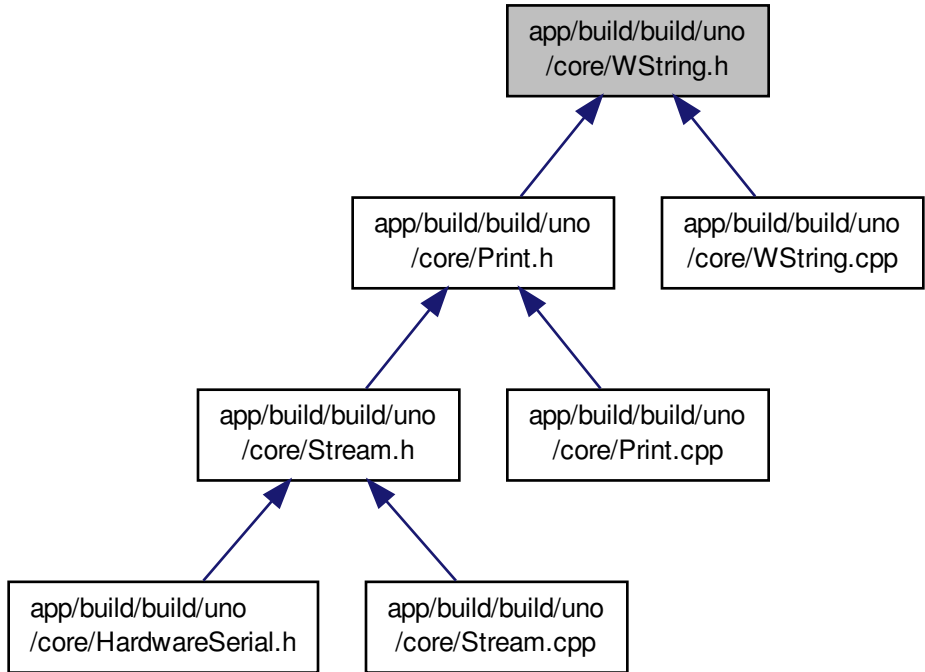 app/build/build/uno
/core/WString.h
app/build/build/uno
/core/Print.h
app/build/build/uno
/core/WString.cpp
app/build/build/uno
/core/Stream.h
app/build/build/uno
/core/Print.cpp
app/build/build/uno
/core/HardwareSerial.h
app/build/build/uno
/core/Stream.cpp